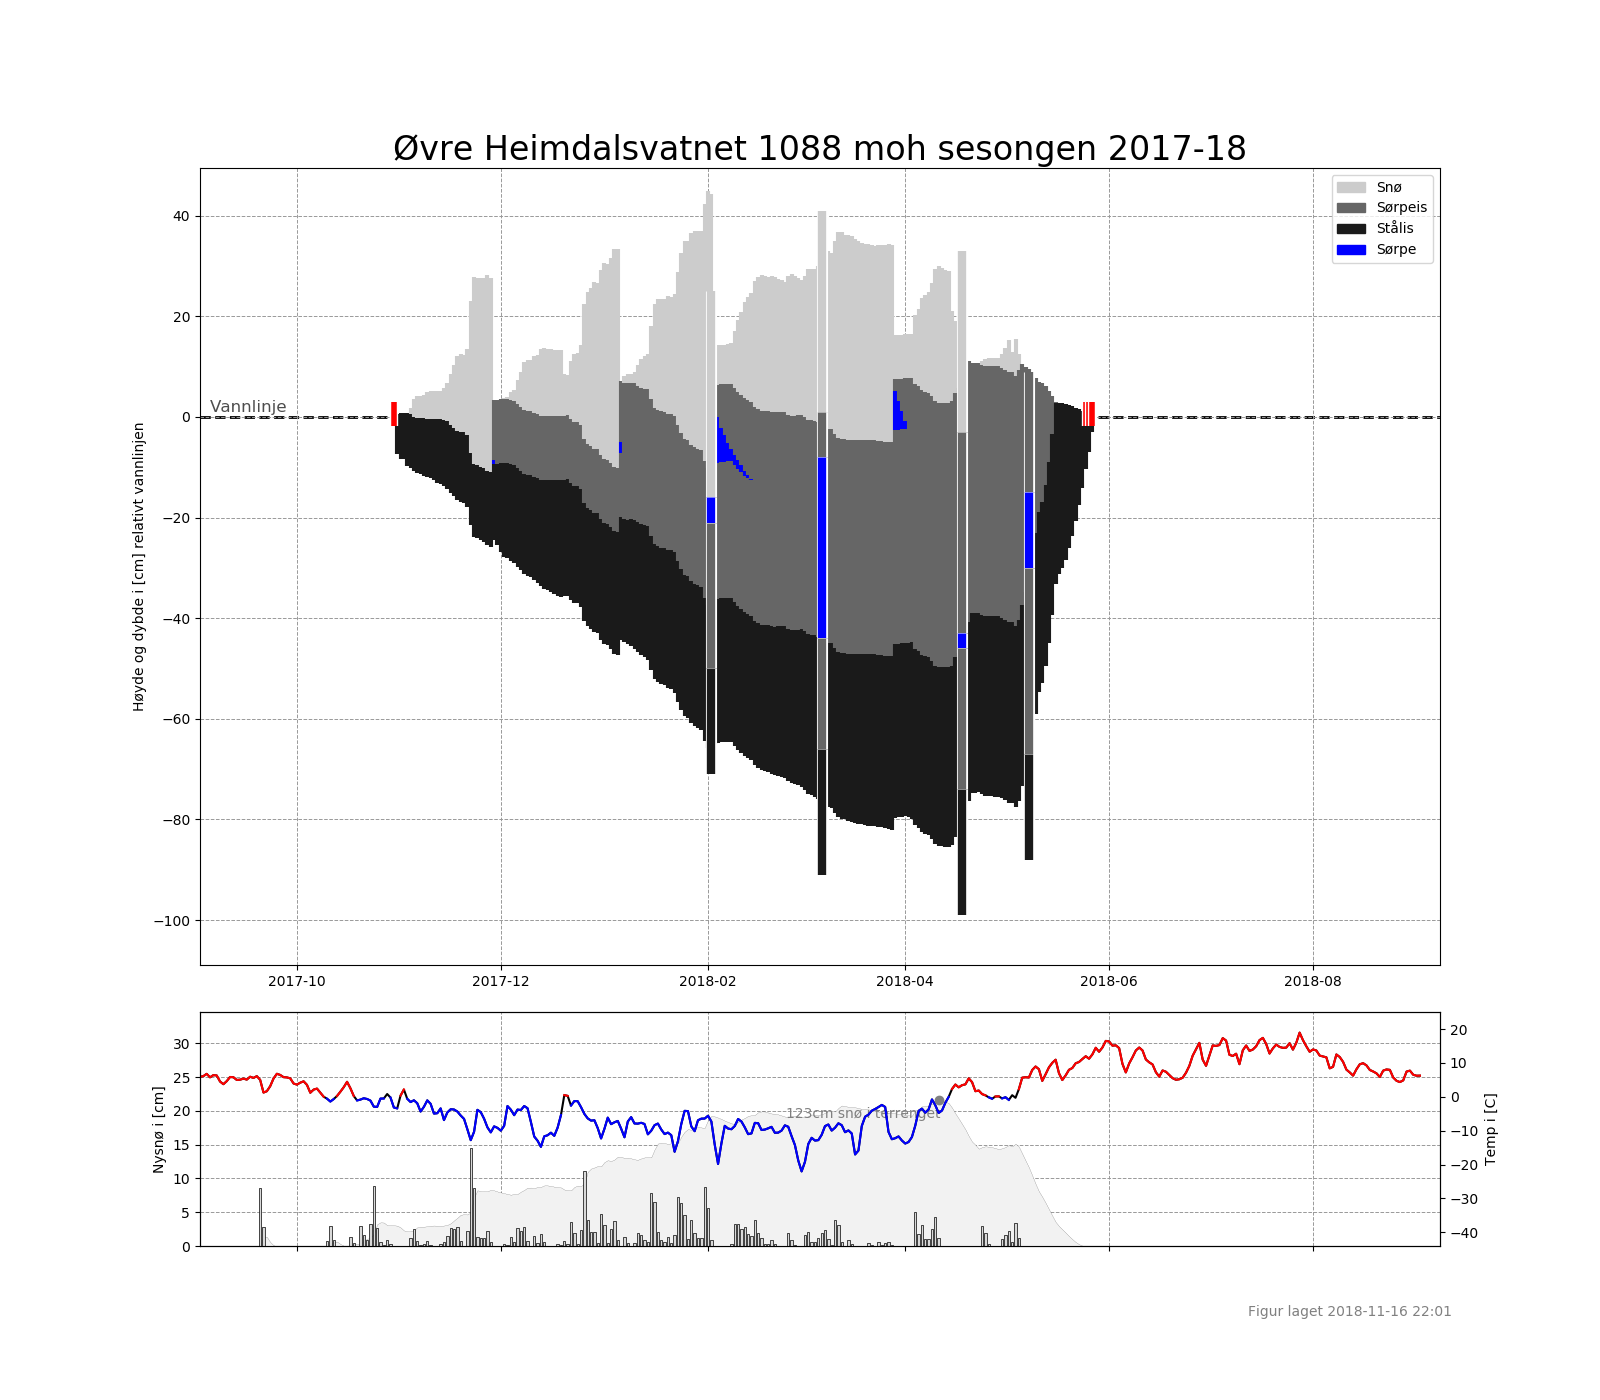 Øvre Heimdalsvatnet 1088 moh sesongen 2017-18
Høyde og dybde i [cm] relativt vannlinjen
40
20
0
−20
−40
−60
−80
−100
Vannlinje
Snø
Sørpeis
Stålis
Sørpe
2017-10
2017-12
2018-02
2018-04
2018-06
2018-08
Nysnø i [cm]
30
25
20
15
10
5
0
123cm snø i terrenget
20
10
0
−10
−20
−30
−40
Temp i [C]
Figur laget 2018-11-16 22:01